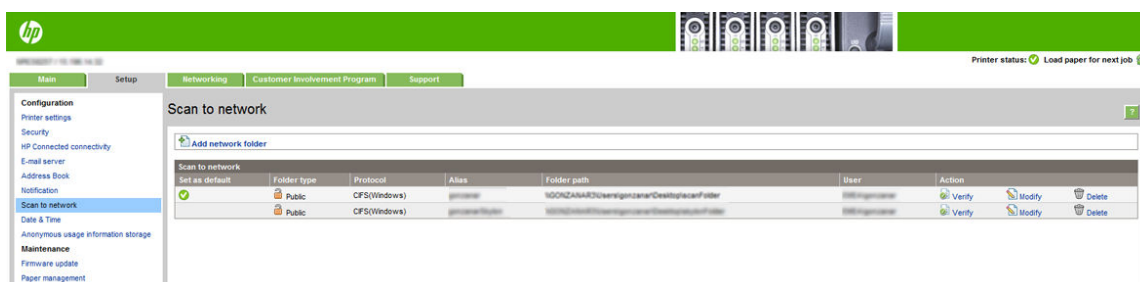 hp
Printer status: Load paper for next job
Main Setup Networking Customer Involvement Program Support
Configuration
Printer settings
Security
HP Connected connectivity
E-mail server
Address Book
Notification
Scan to network
Date & Time
Anonymous usage information storage
Maintenance
Firmware update
Paper management
Scan to network
?
Add network folder
Scan to network
Set as default Folder type Protocol Alias Folder path User Action
Public CIFS(Windows) Verify Modify Delete
Public CIFS(Windows) Verify Modify Delete